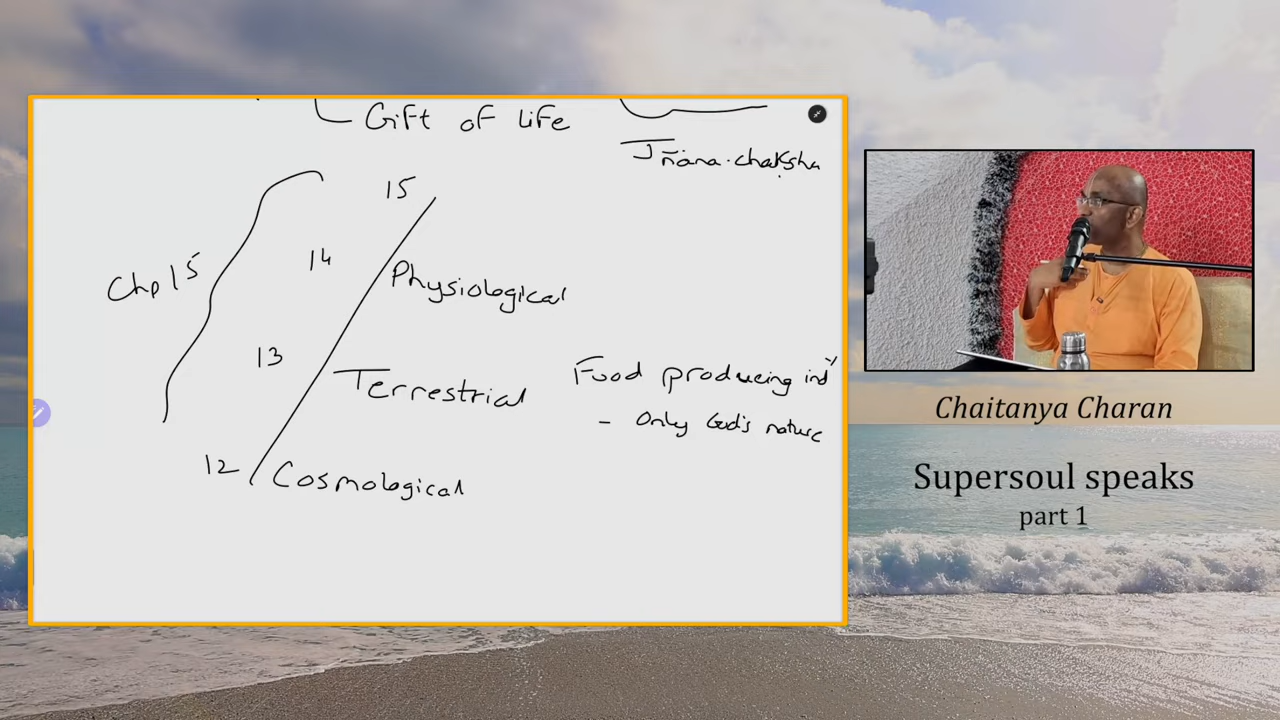 Gift of life
Jñana-chaksha
15
Chp 15
14
Physiological
13
Terrestrial
Food producing ind'y
- Only God's nature
12
Cosmological
Chaitanya Charan
Supersoul speaks
part 1